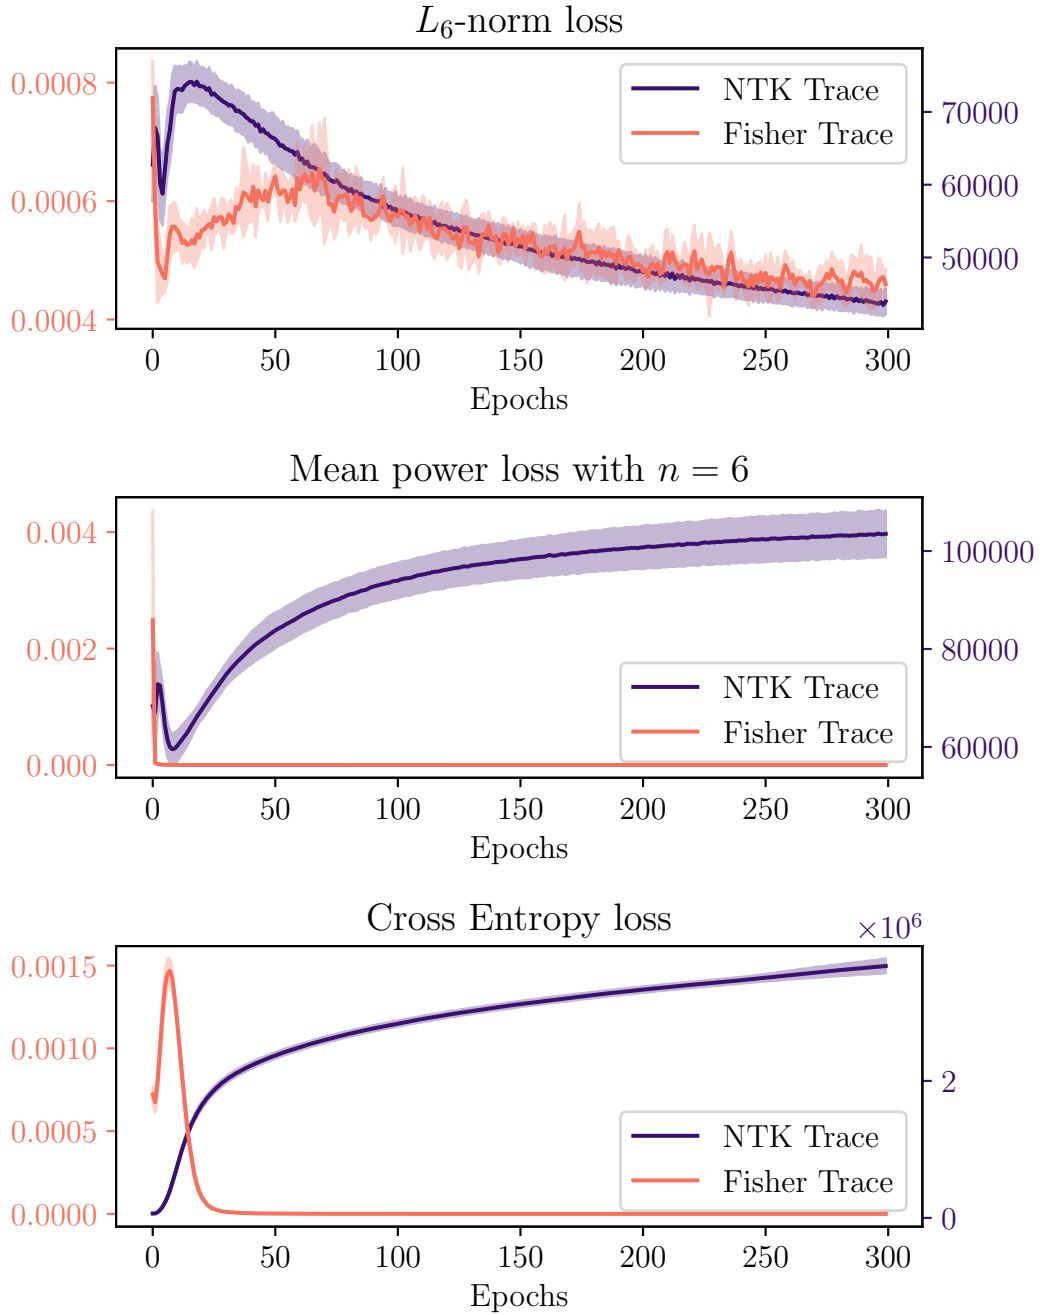 L₆-norm loss
0.0008
0.0006
0.0004
70000
60000
50000
NTK Trace
Fisher Trace
0 50 100 150 200 250 300
Epochs
Mean power loss with n = 6
0.004
0.002
0.000
100000
80000
60000
NTK Trace
Fisher Trace
0 50 100 150 200 250 300
Epochs
Cross Entropy loss
×10⁶
0.0015
0.0010
0.0005
0.0000
2
0
NTK Trace
Fisher Trace
0 50 100 150 200 250 300
Epochs